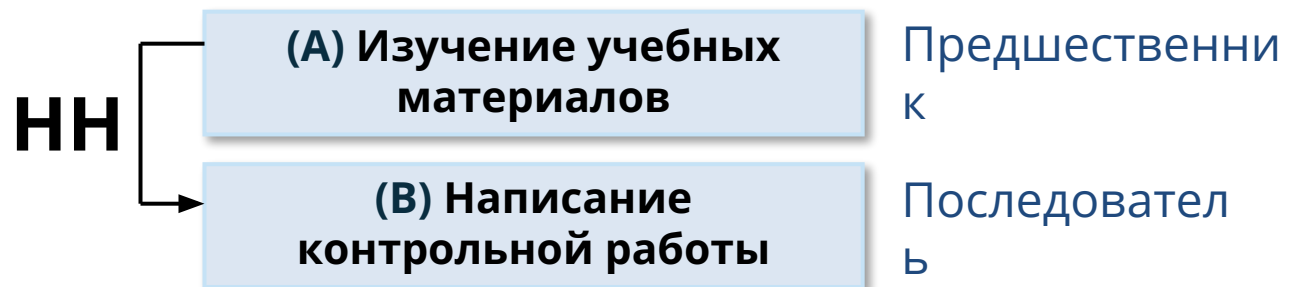 (А) Изучение учебных
материалов
Предшественни
к
НН
(В) Написание
контрольной работы
Последовател
ь